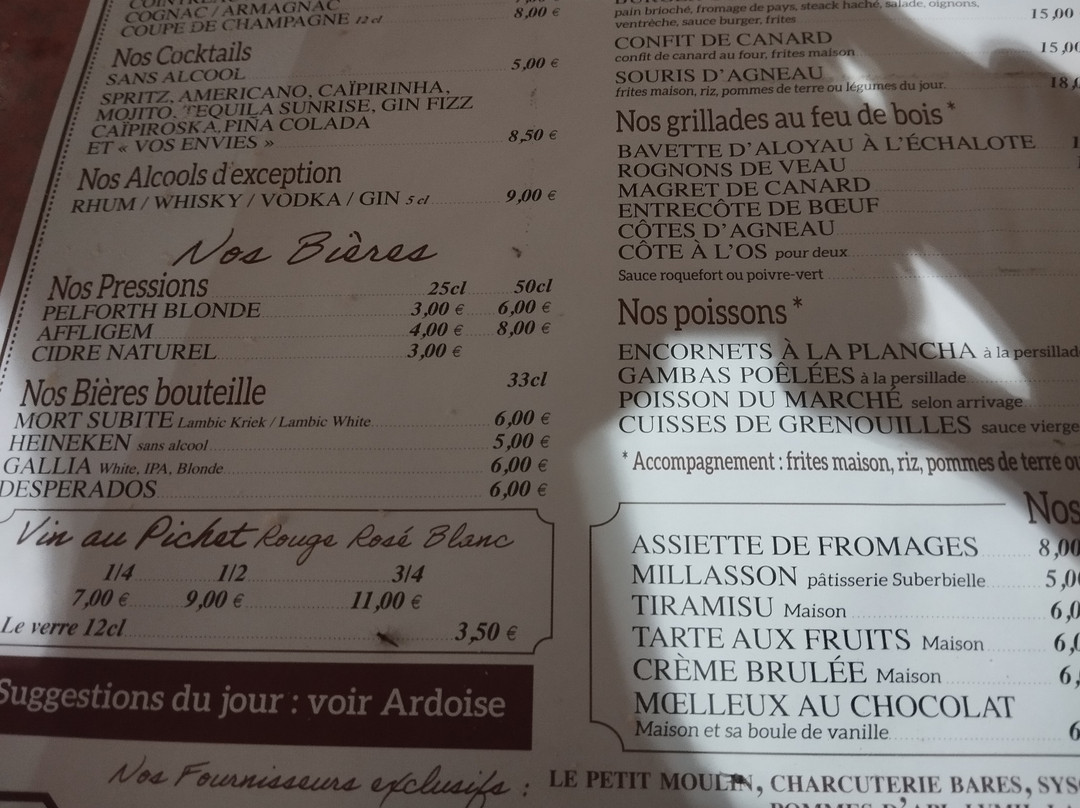 COGNAC / ARMAGNAC 8,00 €
COUPE DE CHAMPAGNE 12 cl
Nos Cocktails
SANS ALCOOL 5,00 €
SPRITZ, AMERICANO, CAÏPIRINHA,
MOJITO, TEQUILA SUNRISE, GIN FIZZ
CAÏPIROSKA, PIÑA COLADA
ET « VOS ENVIES » 8,50 €
Nos Alcools d'exception
RHUM / WHISKY / VODKA / GIN 5 cl 9,00 €
Nos Bières
Nos Pressions 25cl 50cl
PELFORTH BLONDE 3,00 € 6,00 €
AFFLIGEM 4,00 € 8,00 €
CIDRE NATUREL 3,00 €
Nos Bières bouteille 33cl
MORT SUBITE Lambic Kriek / Lambic White 6,00 €
HEINEKEN sans alcool 5,00 €
GALLIA White, IPA, Blonde 6,00 €
DESPERADOS 6,00 €
Vin au Pichet Rouge Rosé Blanc
1/4 1/2 3/4
7,00 € 9,00 € 11,00 €
Le verre 12cl 3,50 €
Suggestions du jour : voir Ardoise
pain brioché, fromage de pays, steack haché, salade, oignons,
ventrèche, sauce burger, frites 15,00
CONFIT DE CANARD 15,00
confit de canard au four, frites maison
SOURIS D'AGNEAU
frites maison, riz, pommes de terre ou légumes du jour. 18,
Nos grillades au feu de bois *
BAVETTE D'ALOYAU À L'ÉCHALOTE
ROGNONS DE VEAU
MAGRET DE CANARD
ENTRECÔTE DE BŒUF
CÔTES D'AGNEAU
CÔTE À L'OS pour deux
Sauce roquefort ou poivre-vert
Nos poissons *
ENCORNETS À LA PLANCHA à la persillad
GAMBAS POÊLÉES à la persillade
POISSON DU MARCHÉ selon arrivage
CUISSES DE GRENOUILLES sauce vierge
* Accompagnement : frites maison, riz, pommes de terre ou
Nos
ASSIETTE DE FROMAGES 8,00
MILLASSON pâtisserie Suberbielle 5,0
TIRAMISU Maison 6,0
TARTE AUX FRUITS Maison 6,
CRÈME BRULÉE Maison 6,
MŒLLEUX AU CHOCOLAT
Maison et sa boule de vanille 6
Nos Fournisseurs exclusifs : LE PETIT MOULIN, CHARCUTERIE BARES, SYS